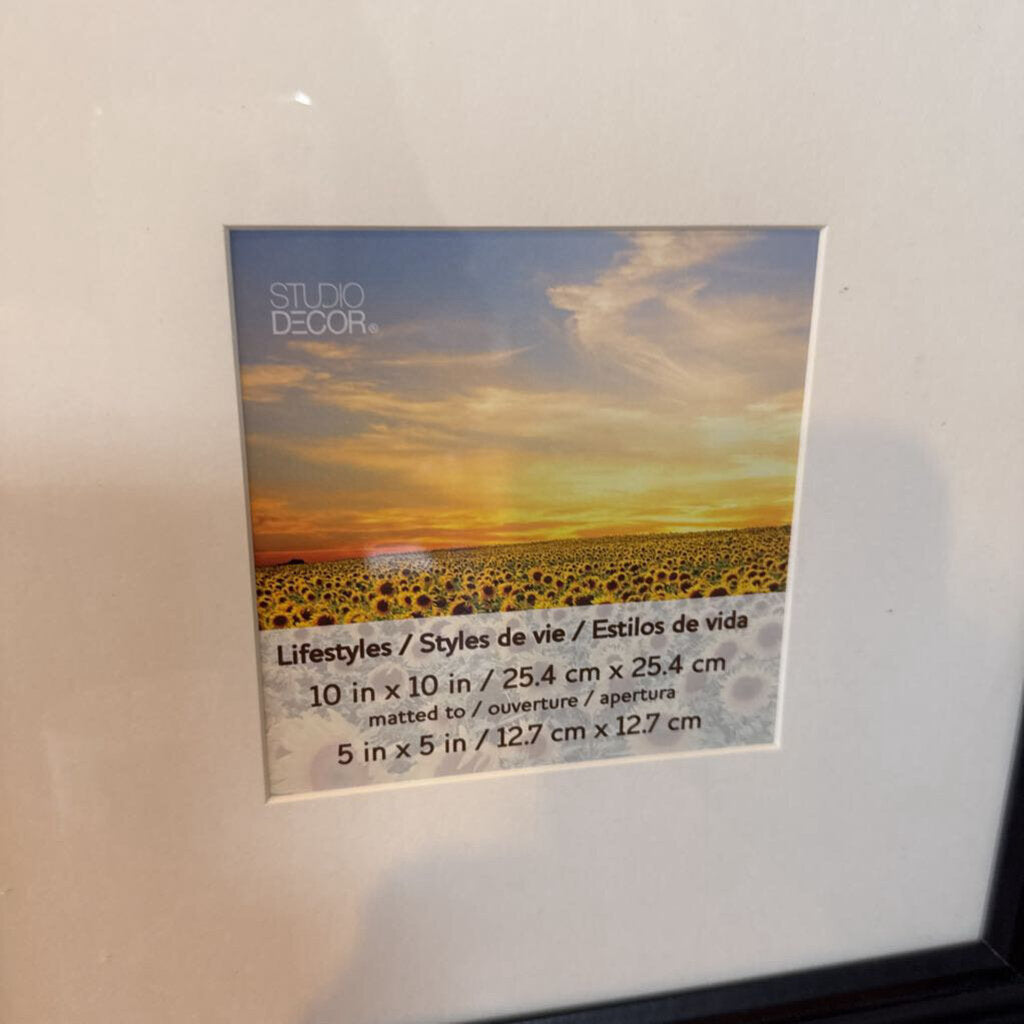 STUDIO
DECOR®
Lifestyles / Styles de vie / Estilos de vida
10 in x 10 in / 25.4 cm x 25.4 cm
matted to / ouverture / apertura
5 in x 5 in / 12.7 cm x 12.7 cm